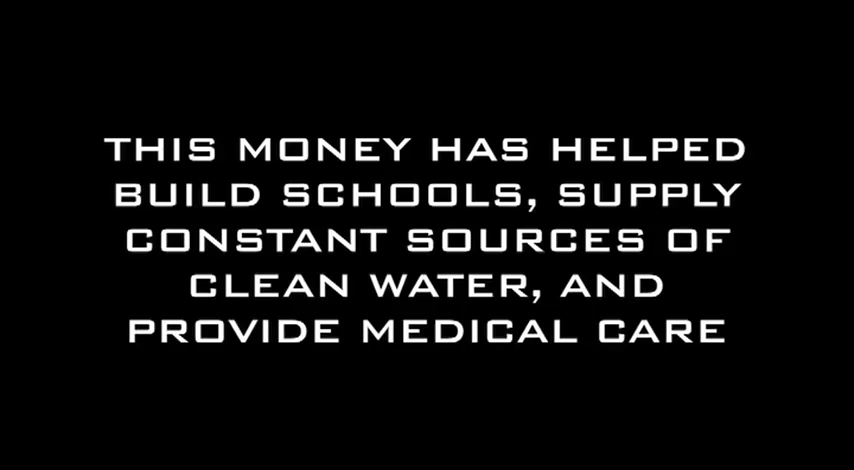 THIS MONEY HAS HELPED
BUILD SCHOOLS, SUPPLY
CONSTANT SOURCES OF
CLEAN WATER, AND
PROVIDE MEDICAL CARE